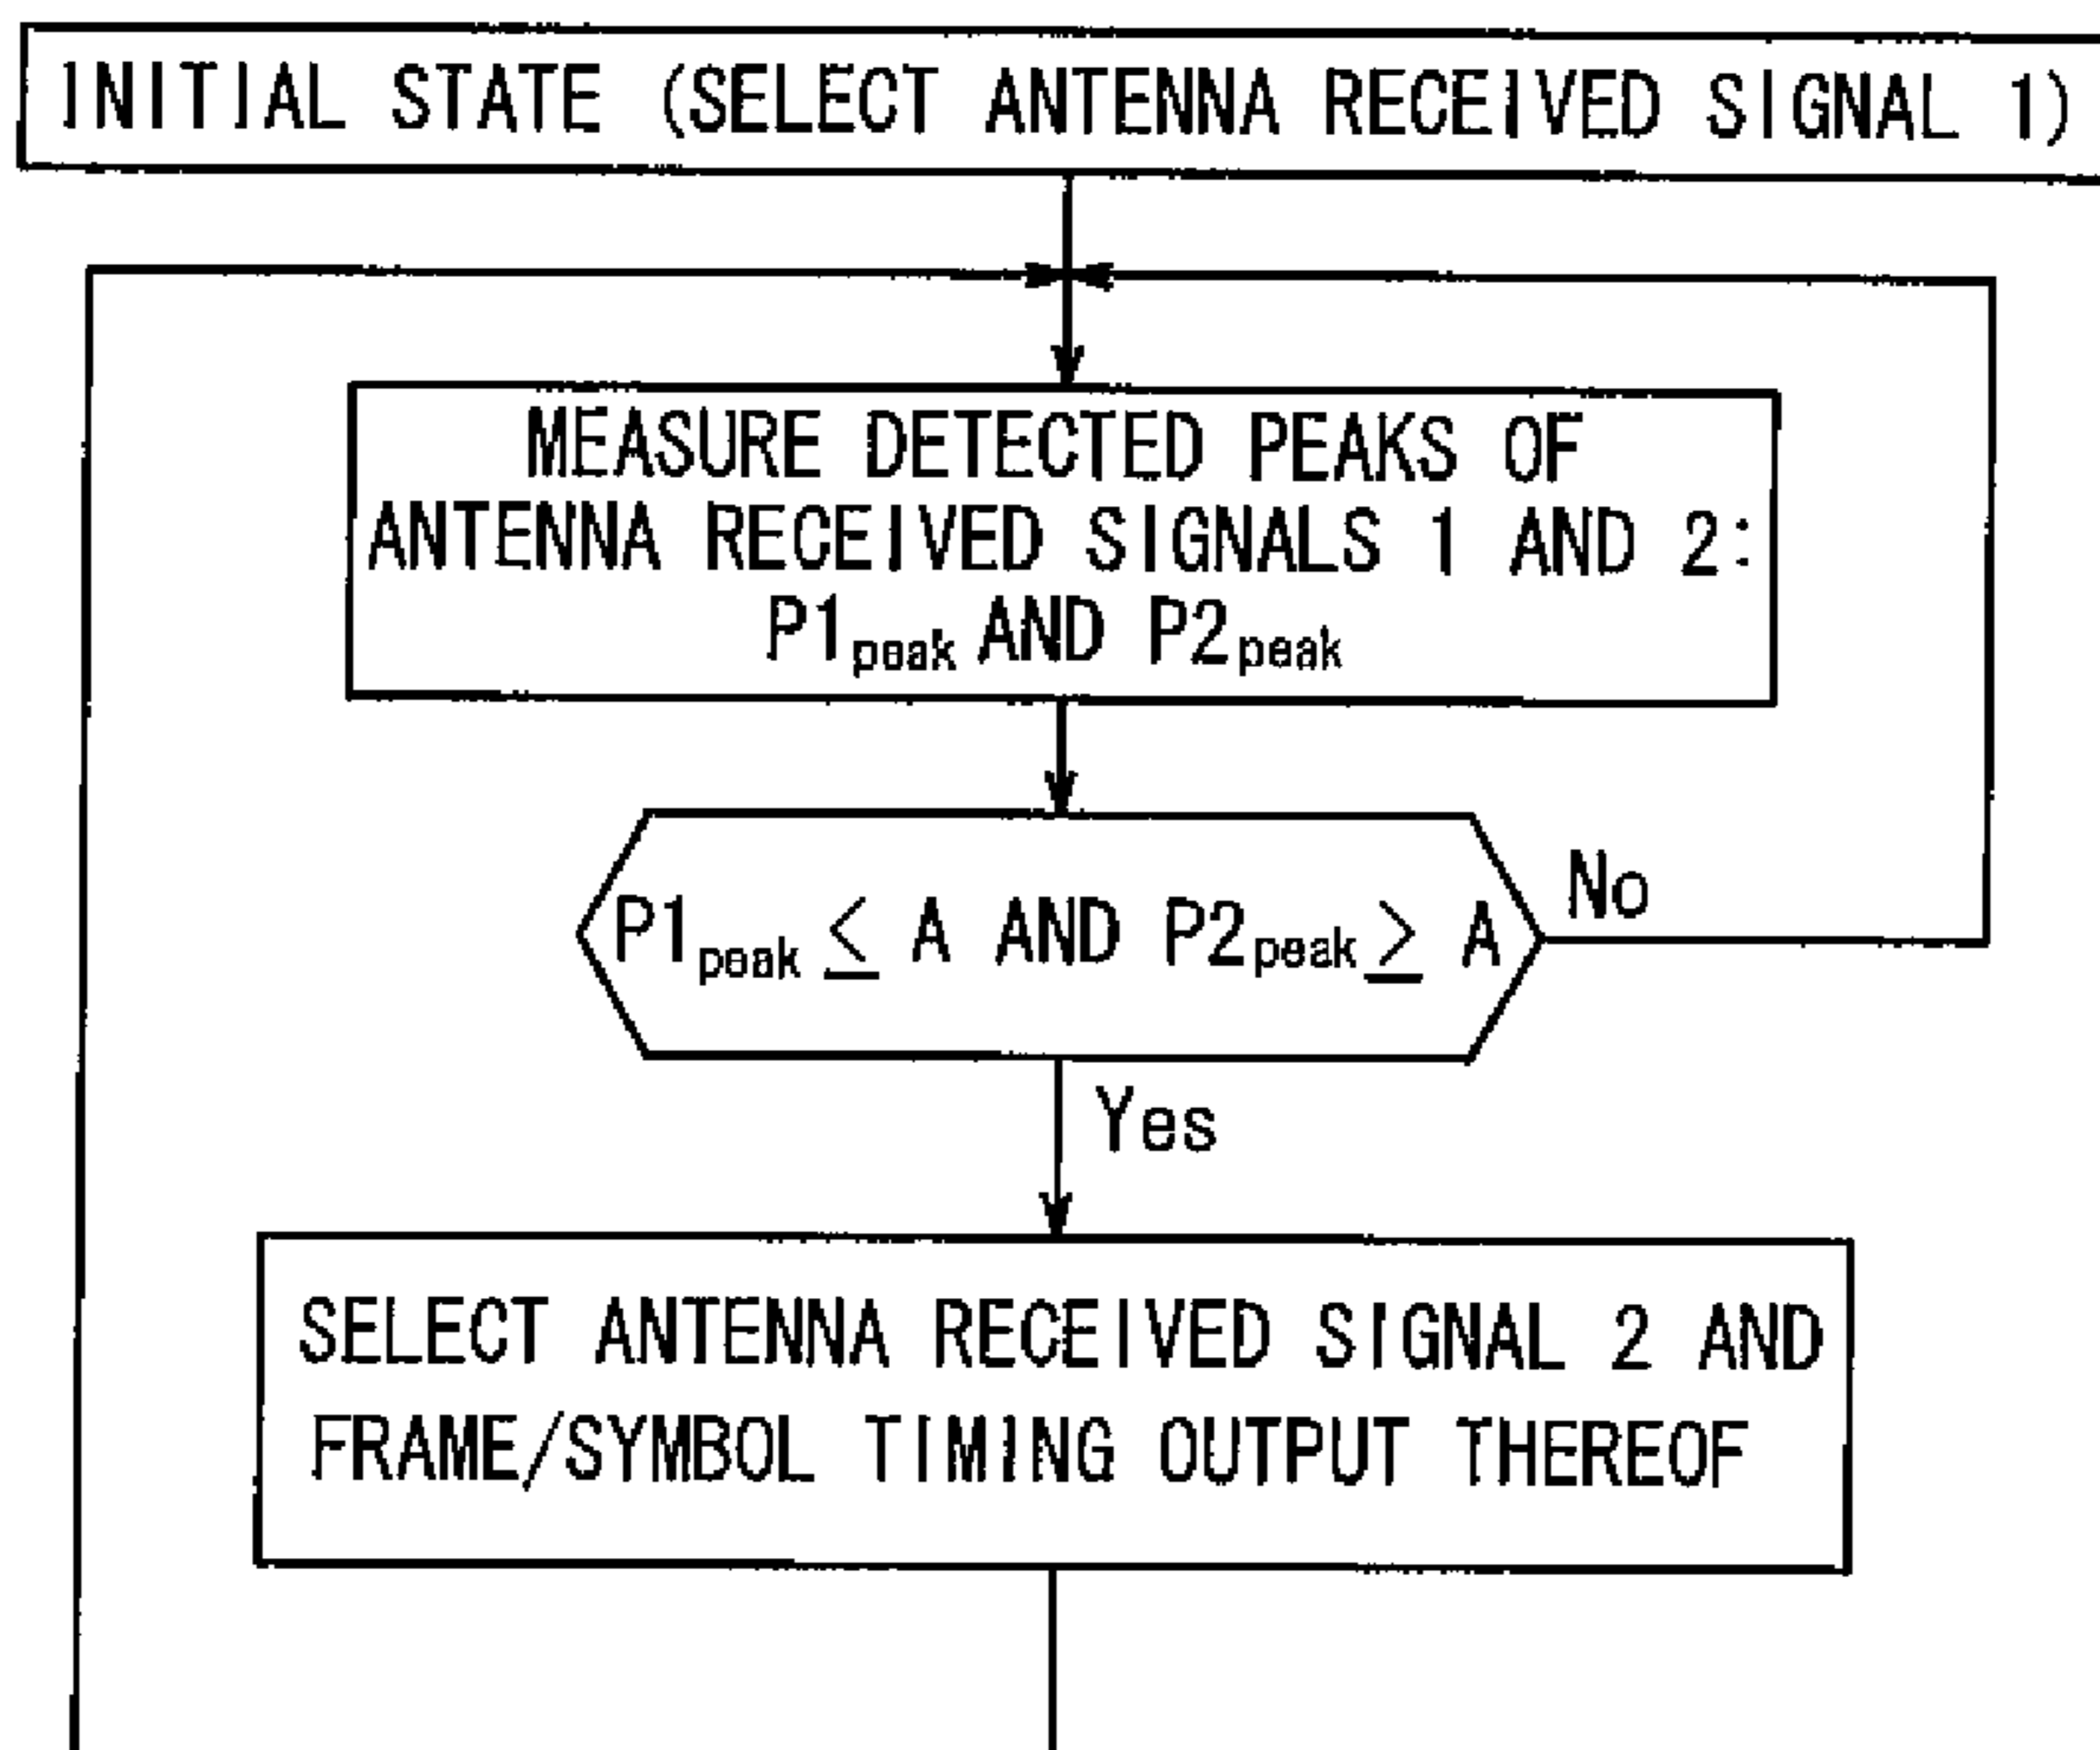 INITIAL STATE (SELECT ANTENNA RECEIVED SIGNAL 1)
MEASURE DETECTED PEAKS OF
ANTENNA RECEIVED SIGNALS 1 AND 2:
P1peak AND P2peak
P1peak ≤ A AND P2peak ≥ A
No
Yes
SELECT ANTENNA RECEIVED SIGNAL 2 AND
FRAME/SYMBOL TIMING OUTPUT THEREOF